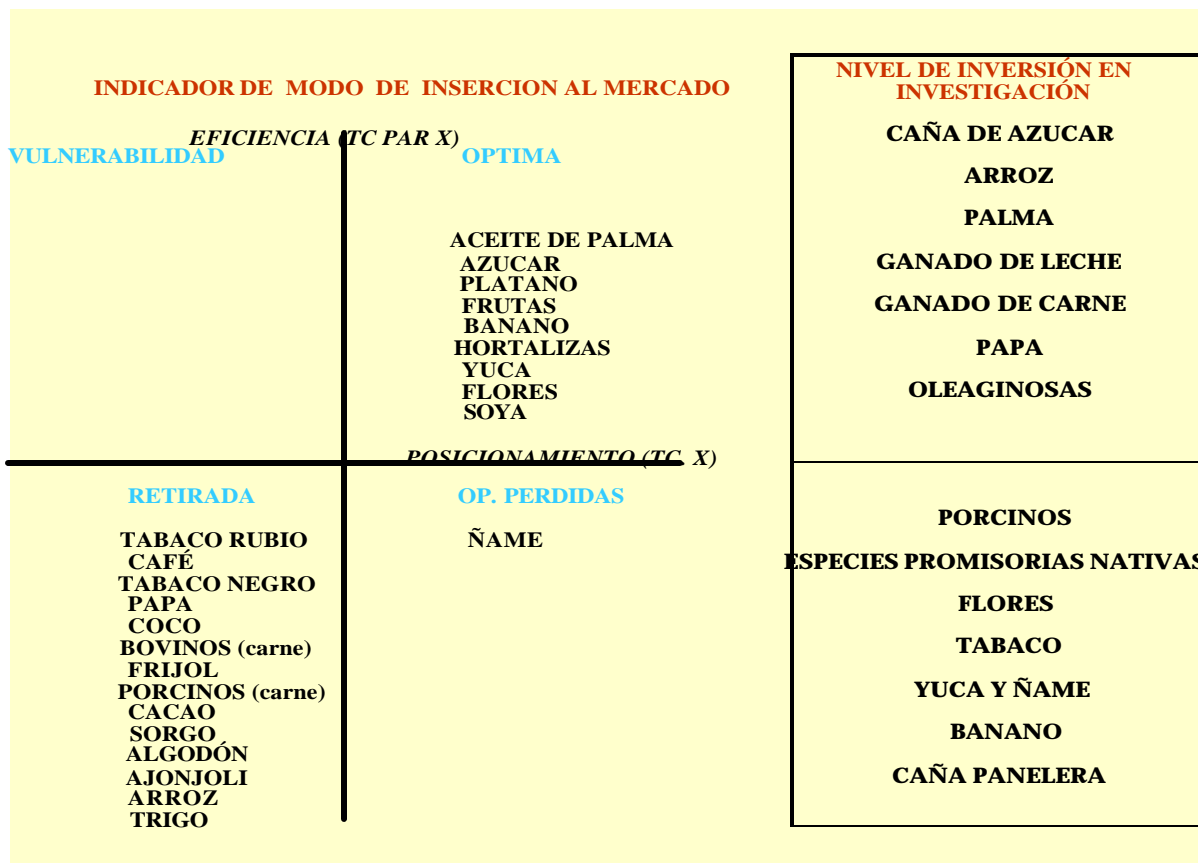 INDICADOR DE MODO DE INSERCION AL MERCADO
EFICIENCIA (TC PAR X)
VULNERABILIDAD
OPTIMA
ACEITE DE PALMA
AZUCAR
PLATANO
FRUTAS
BANANO
HORTALIZAS
YUCA
FLORES
SOYA
POSICIONAMIENTO (TC X)
RETIRADA
TABACO RUBIO
CAFÉ
TABACO NEGRO
PAPA
COCO
BOVINOS (carne)
FRIJOL
PORCINOS (carne)
CACAO
SORGO
ALGODÓN
AJONJOLI
ARROZ
TRIGO
OP. PERDIDAS
ÑAME
NIVEL DE INVERSIÓN EN
INVESTIGACIÓN
CAÑA DE AZUCAR
ARROZ
PALMA
GANADO DE LECHE
GANADO DE CARNE
PAPA
OLEAGINOSAS
PORCINOS
ESPECIES PROMISORIAS NATIVAS
FLORES
TABACO
YUCA Y ÑAME
BANANO
CAÑA PANELERA